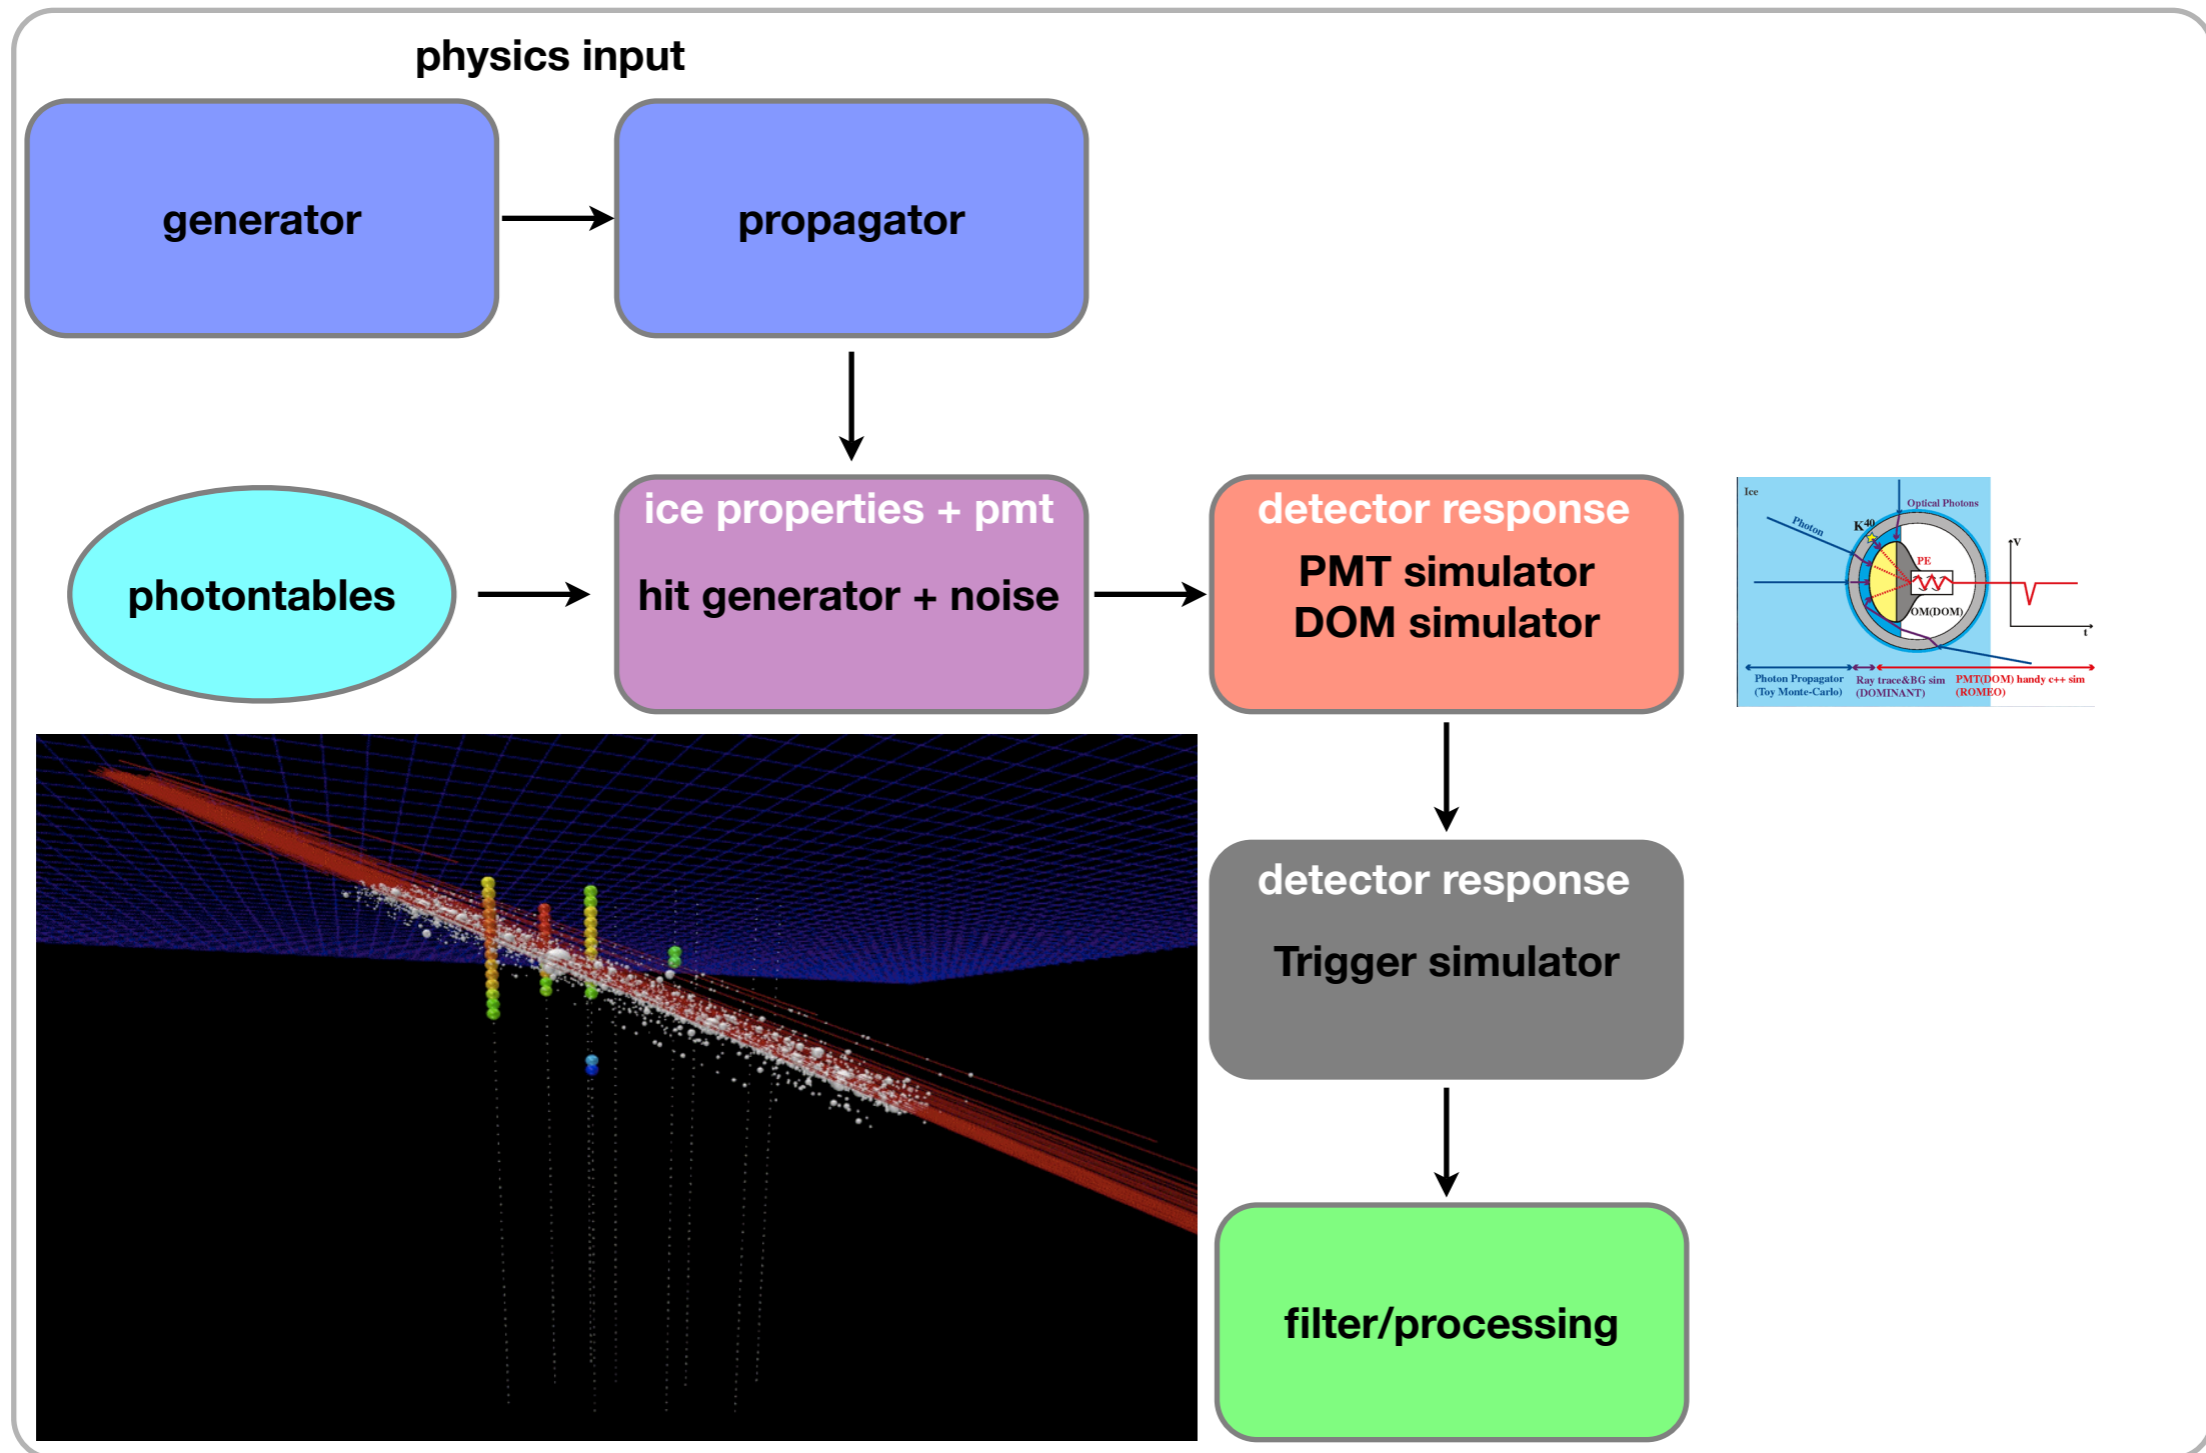 physics input
generator
propagator
photontables
ice properties + pmt
hit generator + noise
detector response
PMT simulator
DOM simulator
Ice
Photon
K40
Optical Photons
PE
OM(DOM)
V
t
Photon Propagator
(Toy Monte-Carlo)
Ray trace&BG sim
(DOMINANT)
PMT(DOM) handy c++ sim
(ROMEO)
detector response
Trigger simulator
filter/processing